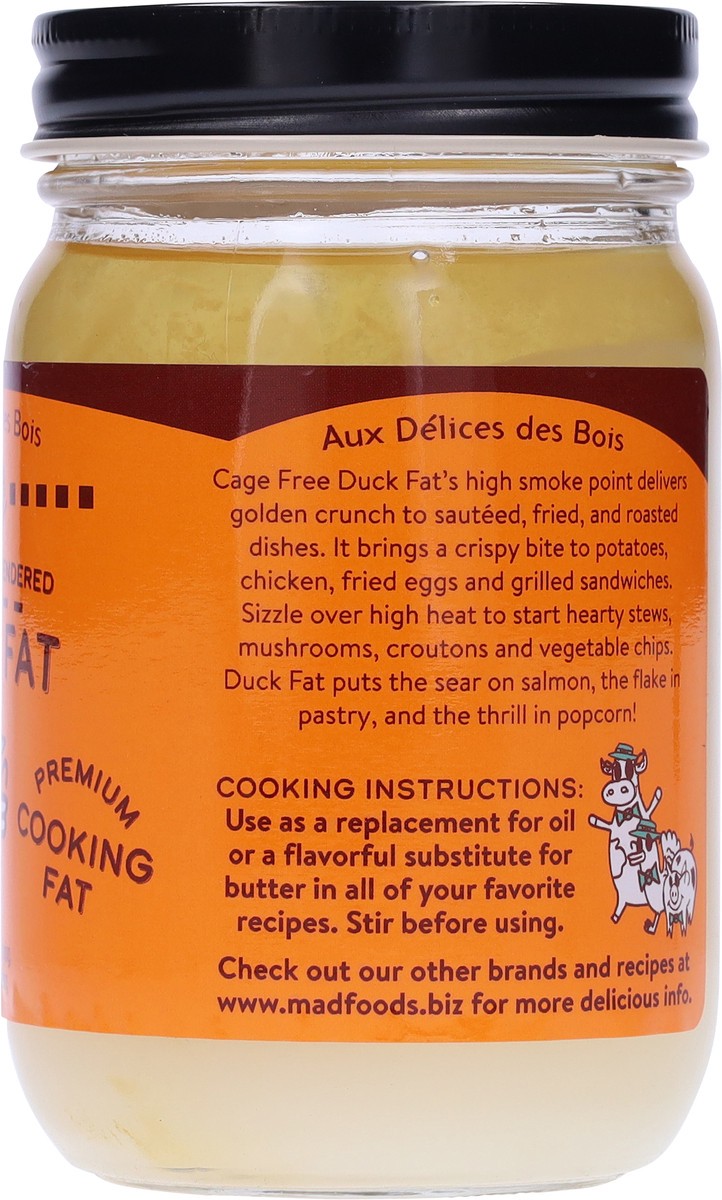 Bois
FAT
PREMIUM
COOKING
FAT
Aux Délices des Bois
Cage Free Duck Fat's high smoke point delivers
golden crunch to sautéed, fried, and roasted
dishes. It brings a crispy bite to potatoes,
chicken, fried eggs and grilled sandwiches.
Sizzle over high heat to start hearty stews,
mushrooms, croutons and vegetable chips.
Duck Fat puts the sear on salmon, the flake in
pastry, and the thrill in popcorn!
COOKING INSTRUCTIONS:
Use as a replacement for oil
or a flavorful substitute for
butter in all of your favorite
recipes. Stir before using.
Check out our other brands and recipes at
www.madfoods.biz for more delicious info.